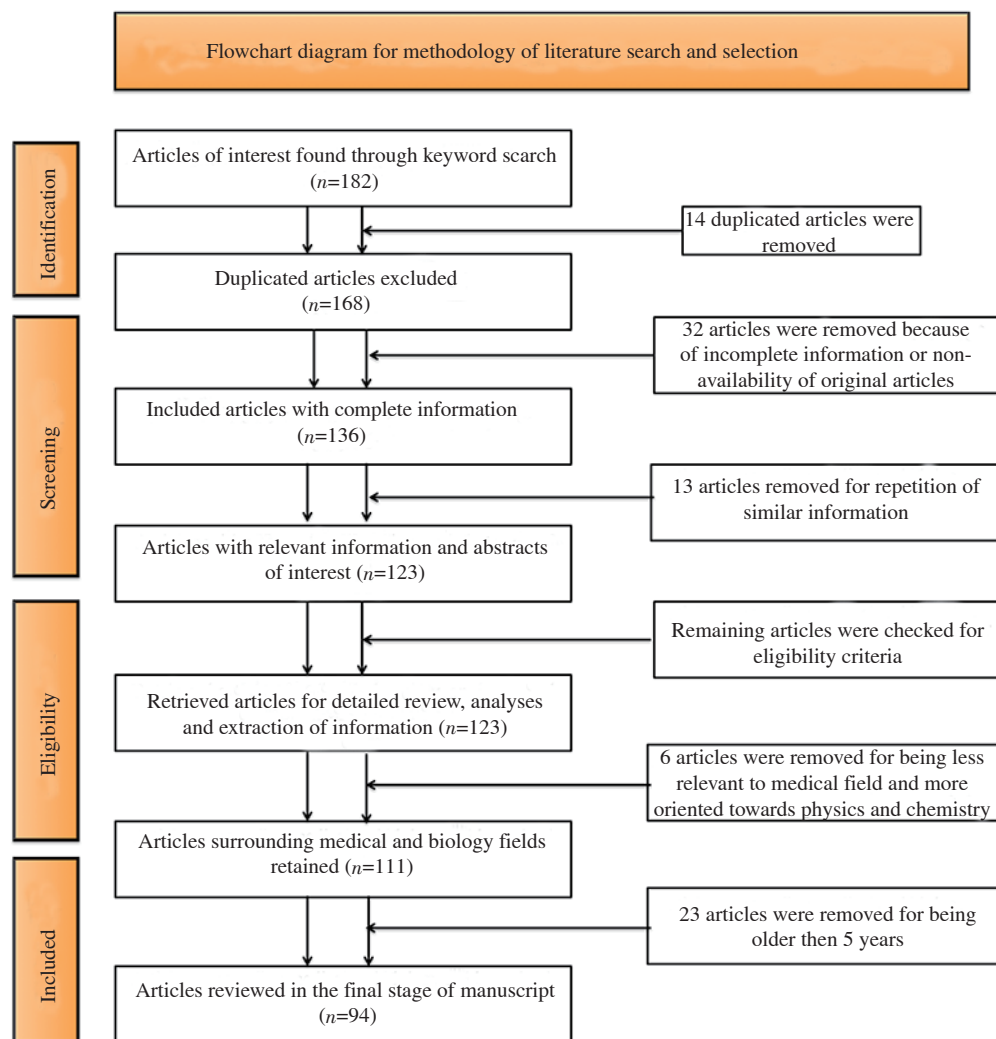 Flowchart diagram for methodology of literature search and selection
Identification
Articles of interest found through keyword scarch
(n=182)
14 duplicated articles were
removed
Duplicated articles excluded
(n=168)
Screening
32 articles were removed because
of incomplete information or non-
availability of original articles
Included articles with complete information
(n=136)
13 articles removed for repetition of
similar information
Articles with relevant information and abstracts
of interest (n=123)
Eligibility
Remaining articles were checked for
eligibility criteria
Retrieved articles for detailed review, analyses
and extraction of information (n=123)
6 articles were removed for being less
relevant to medical field and more
oriented towards physics and chemistry
Articles surrounding medical and biology fields
retained (n=111)
Included
23 articles were removed for being
older then 5 years
Articles reviewed in the final stage of manuscript
(n=94)